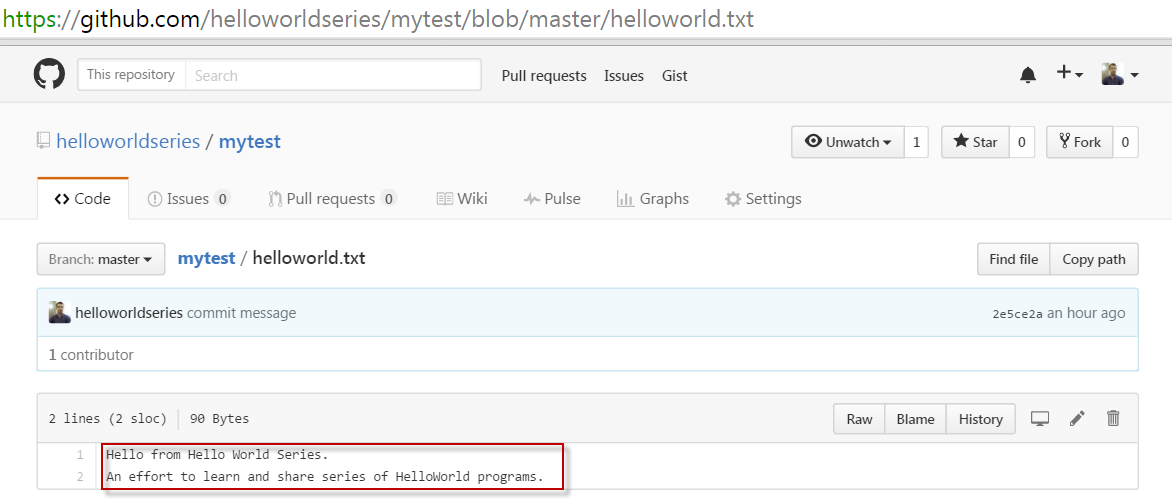 https://github.com/helloworldseries/mytest/blob/master/helloworld.txt
This repository Search Pull requests Issues Gist
helloworldseries / mytest Unwatch 1 Star 0 Fork 0
Code Issues 0 Pull requests 0 Wiki Pulse Graphs Settings
Branch: master mytest / helloworld.txt Find file Copy path
helloworldseries commit message 2e5ce2a an hour ago
1 contributor
2 lines (2 sloc) 90 Bytes Raw Blame History
1 Hello from Hello World Series.
2 An effort to learn and share series of HelloWorld programs.